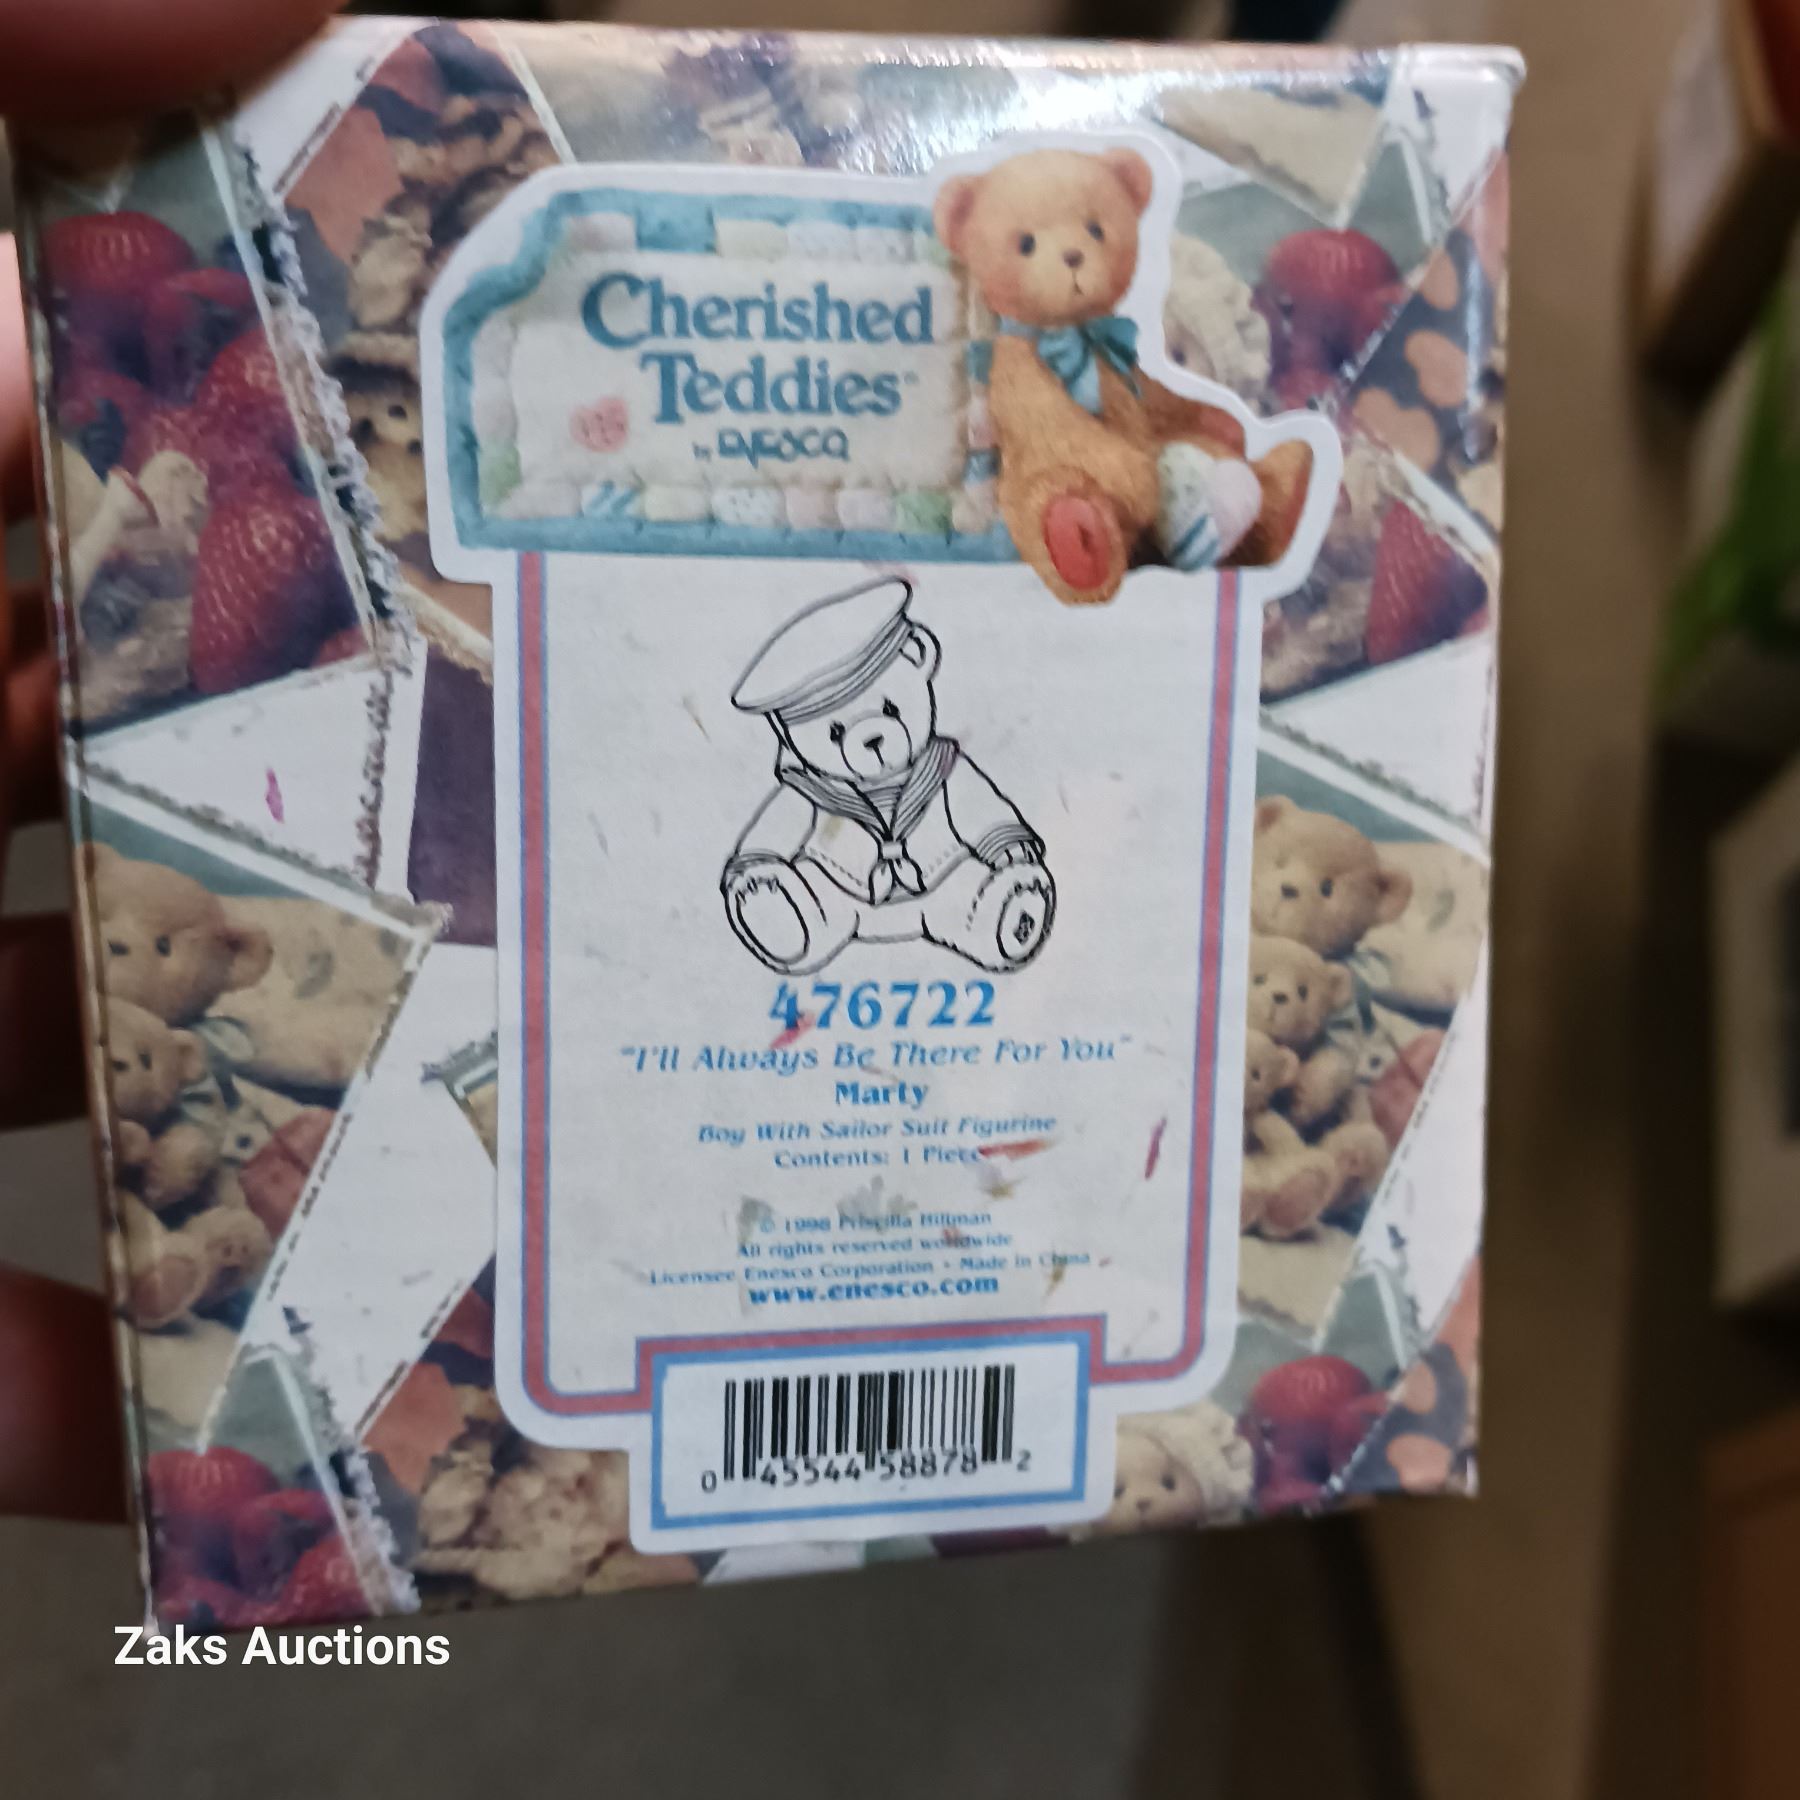 Cherished
Teddies
by ENESCO
476722
"I'll Always Be There For You"
Marty
Boy With Sailor Suit Figurine
Contents: 1 Piece
© 1998 Priscilla Hillman
All rights reserved worldwide
Licensee Enesco Corporation • Made in China
www.enesco.com
0 45544 58878 2
Zaks Auctions